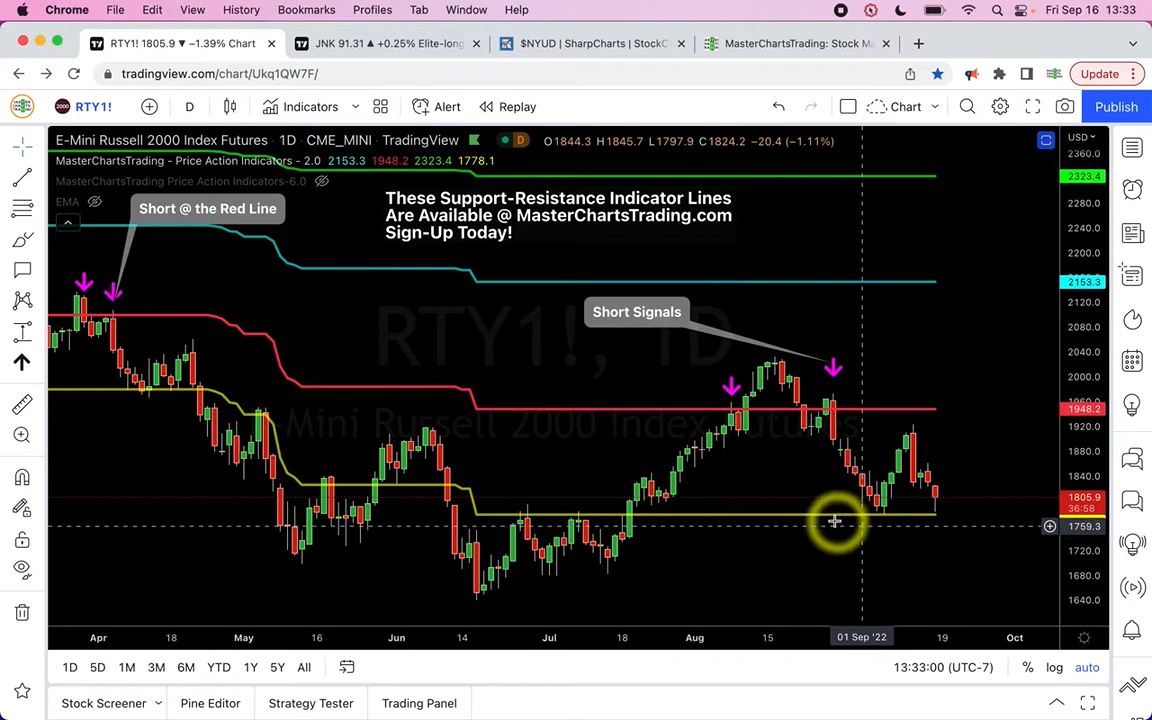 Chrome File Edit View History Bookmarks Profiles Tab Window Help Fri Sep 16 13:33
RTY1! 1805.9 ▼ −1.39% Chart JNK 91.31 ▲ +0.25% Elite-long $NYUD | SharpCharts | StockC MasterChartsTrading: Stock Ma
tradingview.com/chart/Ukq1QW7F/ Update
2000 RTY1! D Indicators Alert Replay Chart Publish
E-Mini Russell 2000 Index Futures · 1D · CME_MINI · TradingView D O1844.3 H1845.7 L1797.9 C1824.2 −20.4 (−1.11%) USD
MasterChartsTrading - Price Action Indicators - 2.0 2153.3 1948.2 2323.4 1778.1
MasterChartsTrading Price Action Indicators-6.0
EMA
Short @ the Red Line
These Support-Resistance Indicator Lines
Are Available @ MasterChartsTrading.com
Sign-Up Today!
Short Signals
RTY1!, 1D
E-Mini Russell 2000 Index Futures
2360.0
2323.4
2280.0
2240.0
2200.0
2153.3
2120.0
2080.0
2040.0
2000.0
1948.2
1920.0
1880.0
1840.0
1805.9
36:58
1759.3
1720.0
1680.0
1640.0
Apr 18 May 16 Jun 14 Jul 18 Aug 15 01 Sep '22 19 Oct
1D 5D 1M 3M 6M YTD 1Y 5Y All 13:33:00 (UTC-7) % log auto
Stock Screener Pine Editor Strategy Tester Trading Panel